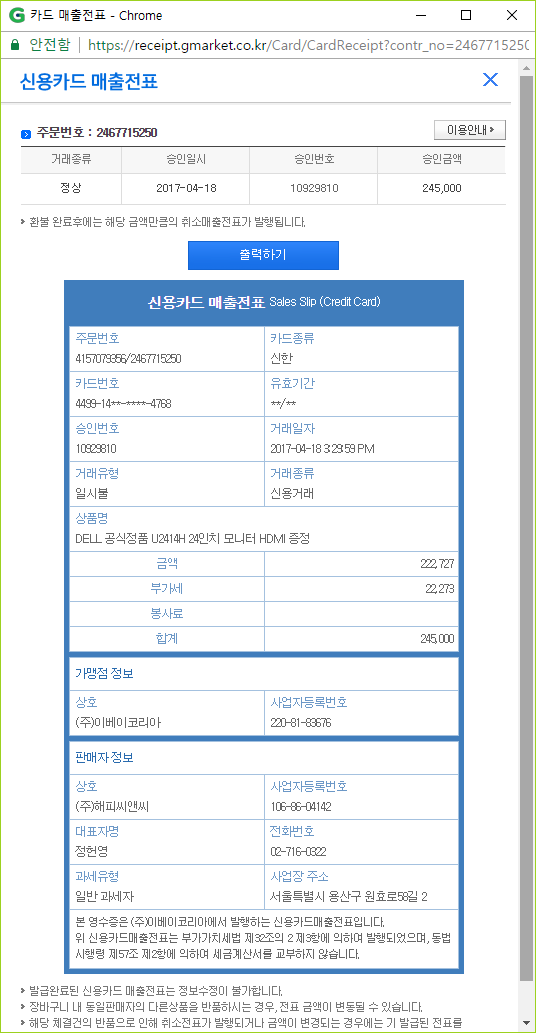 카드 매출전표 - Chrome
안전함 | https://receipt.gmarket.co.kr/Card/CardReceipt?contr_no=2467715250
신용카드 매출전표
주문번호 : 2467715250
이용안내
거래종류 승인일시 승인번호 승인금액
정상 2017-04-18 10929810 245,000
환불 완료후에는 해당 금액만큼의 취소매출전표가 발행됩니다.
출력하기
신용카드 매출전표 Sales Slip (Credit Card)
주문번호 카드종류
4157079356/2467715250 신한
카드번호 유효기간
4499-14**-****-4768 **/**
승인번호 거래일자
10929810 2017-04-18 3:29:59 PM
거래유형 거래종류
일시불 신용거래
상품명
DELL 공식정품 U2414H 24인치 모니터 HDMI 증정
금액 222,727
부가세 22,273
봉사료
합계 245,000
가맹점 정보
상호 사업자등록번호
(주)이베이코리아 220-81-83676
판매자 정보
상호 사업자등록번호
(주)해피씨앤씨 106-86-04142
대표자명 전화번호
정헌영 02-716-0322
과세유형 사업장 주소
일반 과세자 서울특별시 용산구 원효로58길 2
본 영수증은 (주)이베이코리아에서 발행하는 신용카드매출전표입니다.
위 신용카드매출전표는 부가가치세법 제32조의 2 제3항에 의하여 발행되었으며, 동법
시행령 제57조 제2항에 의하여 세금계산서를 교부하지 않습니다.
발급완료된 신용카드 매출전표는 정보수정이 불가합니다.
장바구니 내 동일판매자의 다른상품을 반품하시는 경우, 전표 금액이 변동될 수 있습니다.
해당 체결건의 반품으로 인해 취소전표가 발행되거나 금액이 변경되는 경우에는 기 발급된 전표를